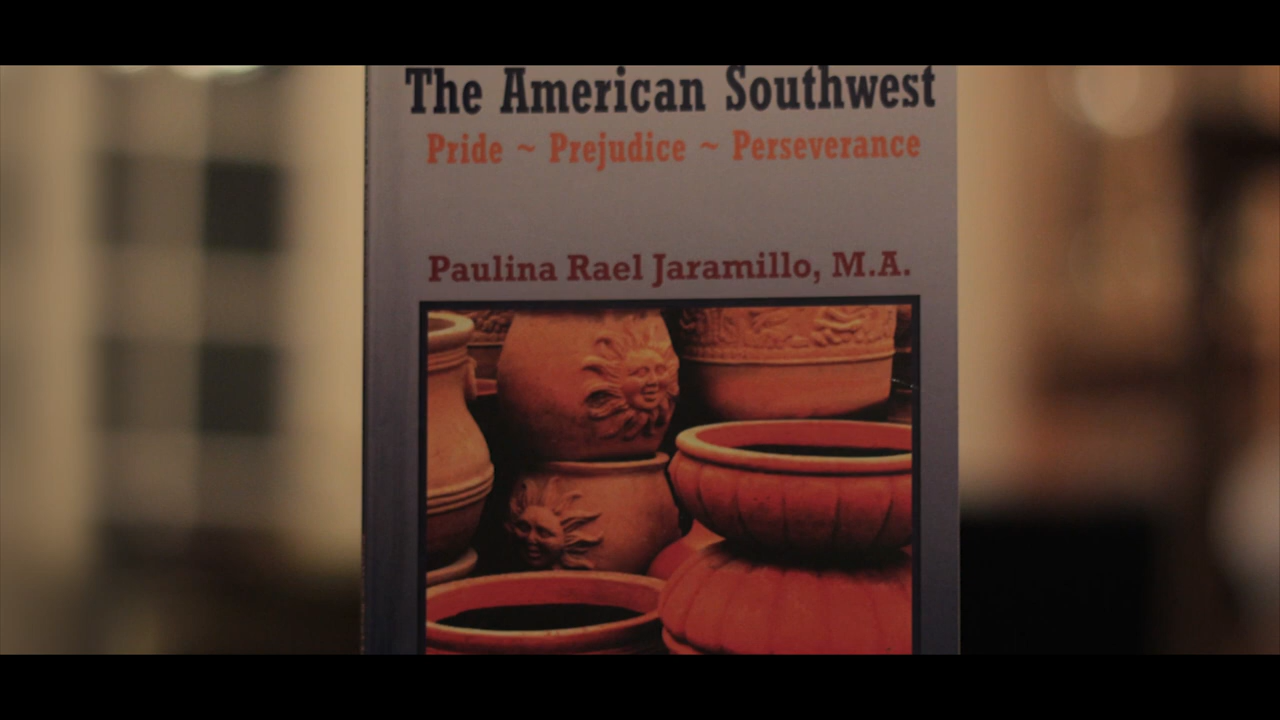 The American Southwest
Pride ~ Prejudice ~ Perseverance
Paulina Rael Jaramillo, M.A.